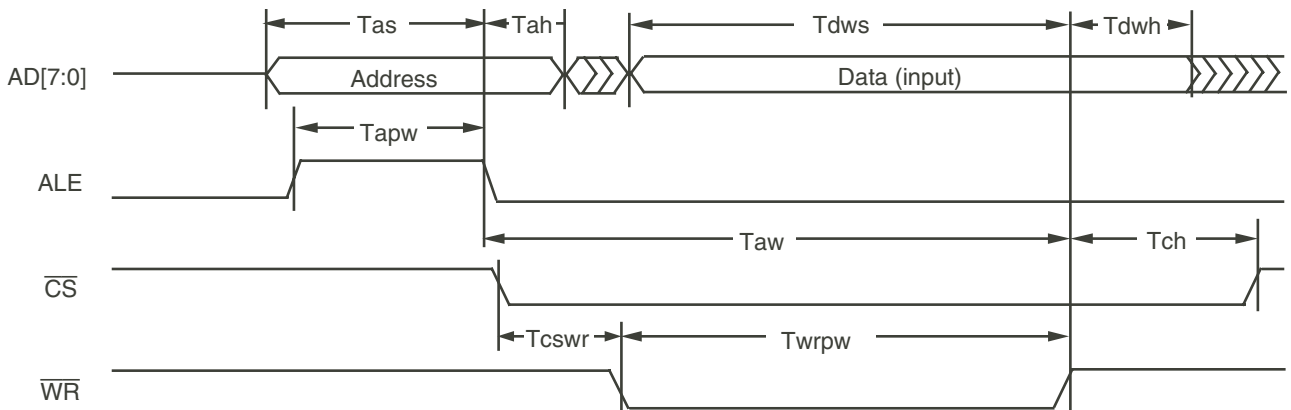 Tas Tah Tdws Tdwh
AD[7:0] Address Data (input)
Tapw
ALE
Taw Tch
CS
Tcswr Twrpw
WR